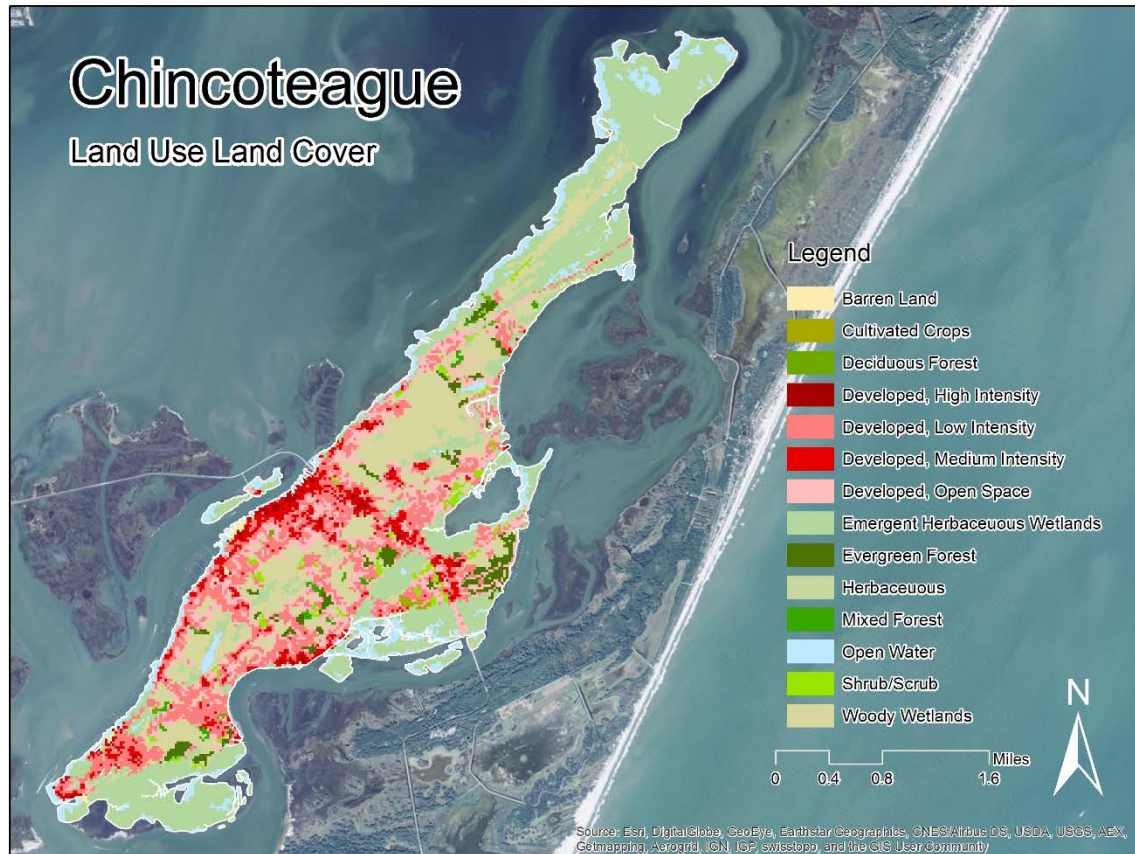 Chincoteague
Land Use Land Cover
Legend
Barren Land
Cultivated Crops
Deciduous Forest
Developed, High Intensity
Developed, Low Intensity
Developed, Medium Intensity
Developed, Open Space
Emergent Herbaceuous Wetlands
Evergreen Forest
Herbaceuous
Mixed Forest
Open Water
Shrub/Scrub
Woody Wetlands
N
Miles
0 0.4 0.8 1.6
Source: Esri, DigitalGlobe, GeoEye, Earthstar Geographics, CNES/Airbus DS, USDA, USGS, AEX,
Getmapping, Aerogrid, IGN, IGP, swisstopo, and the GIS User Community